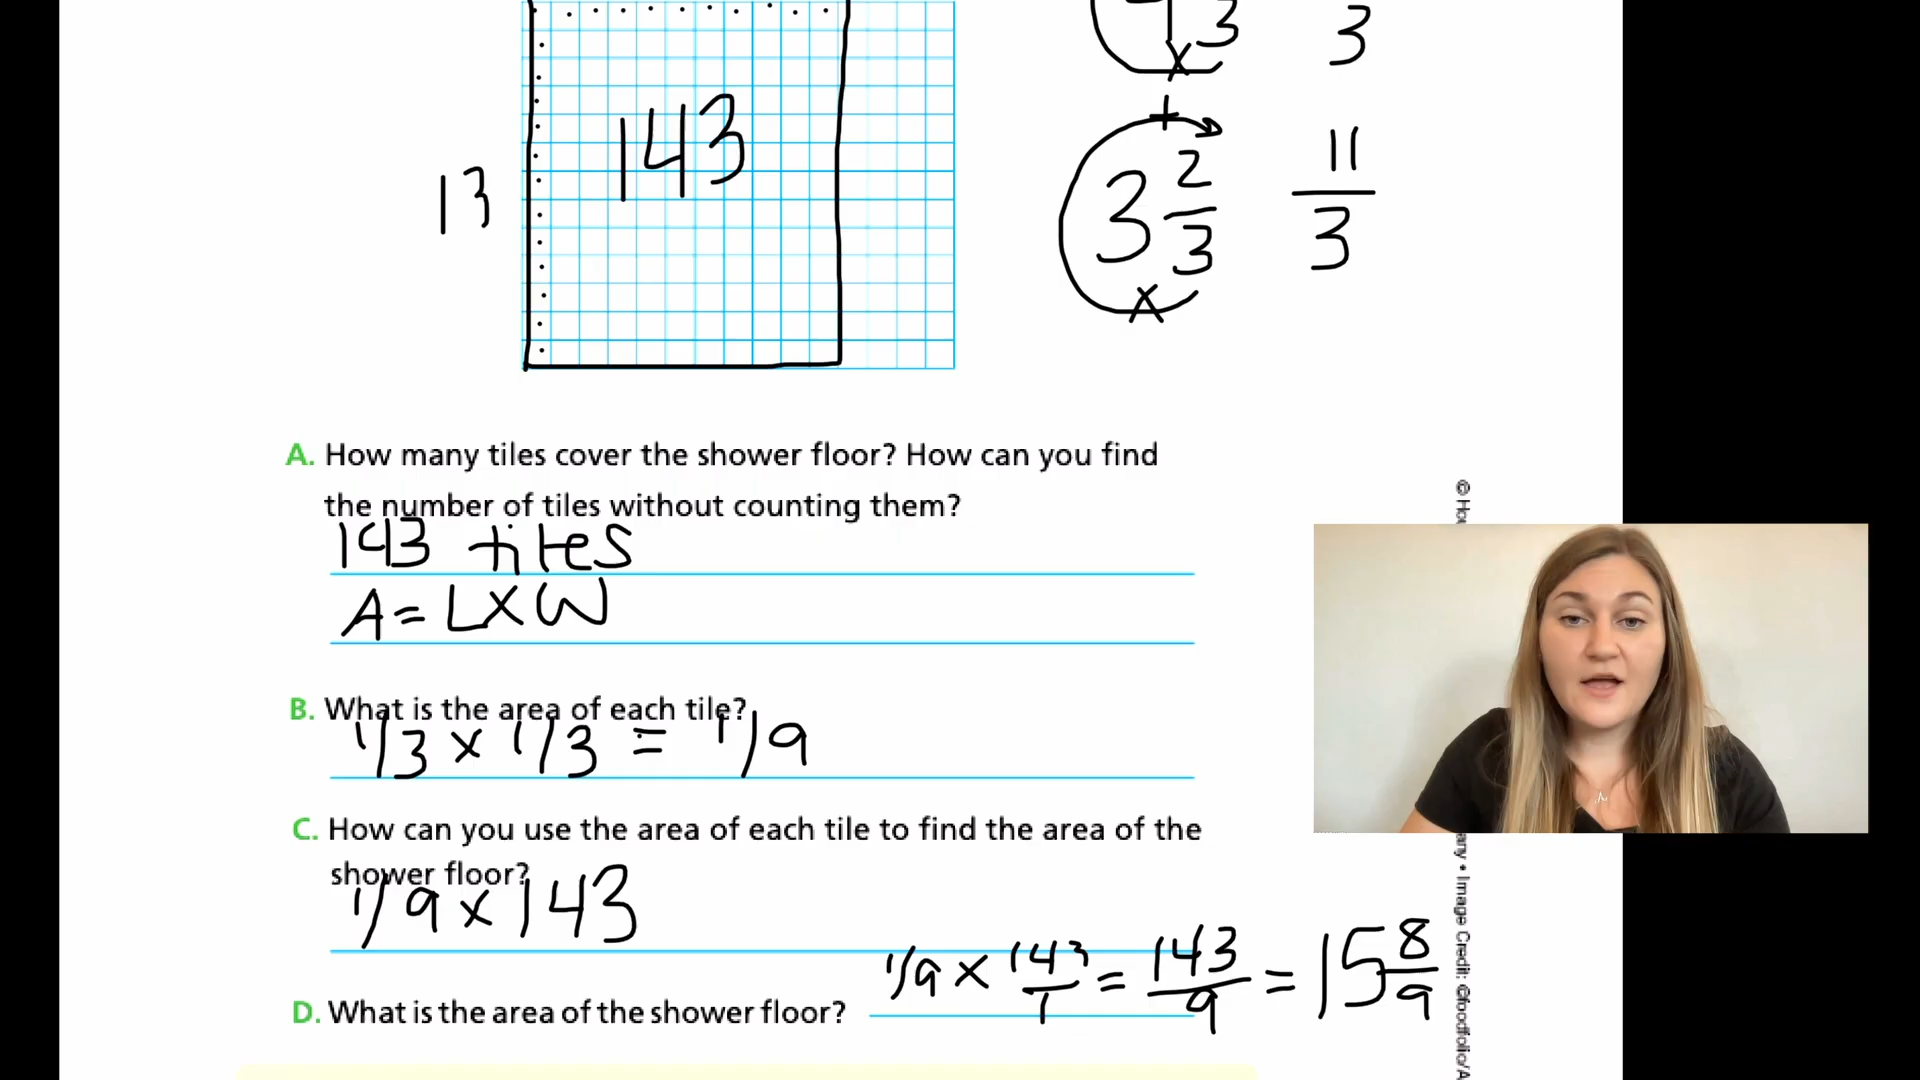 3
3
143
13
+
3 2/3
11/3
X
X
A. How many tiles cover the shower floor? How can you find
the number of tiles without counting them?
143 tiles
A = L X W
B. What is the area of each tile?
1/3 x 1/3 = 1/9
C. How can you use the area of each tile to find the area of the
shower floor?
1/9 x 143
1/9 x 143/1 = 143/9 = 15 8/9
D. What is the area of the shower floor?
any • Image Credit: ©foodfolio/A